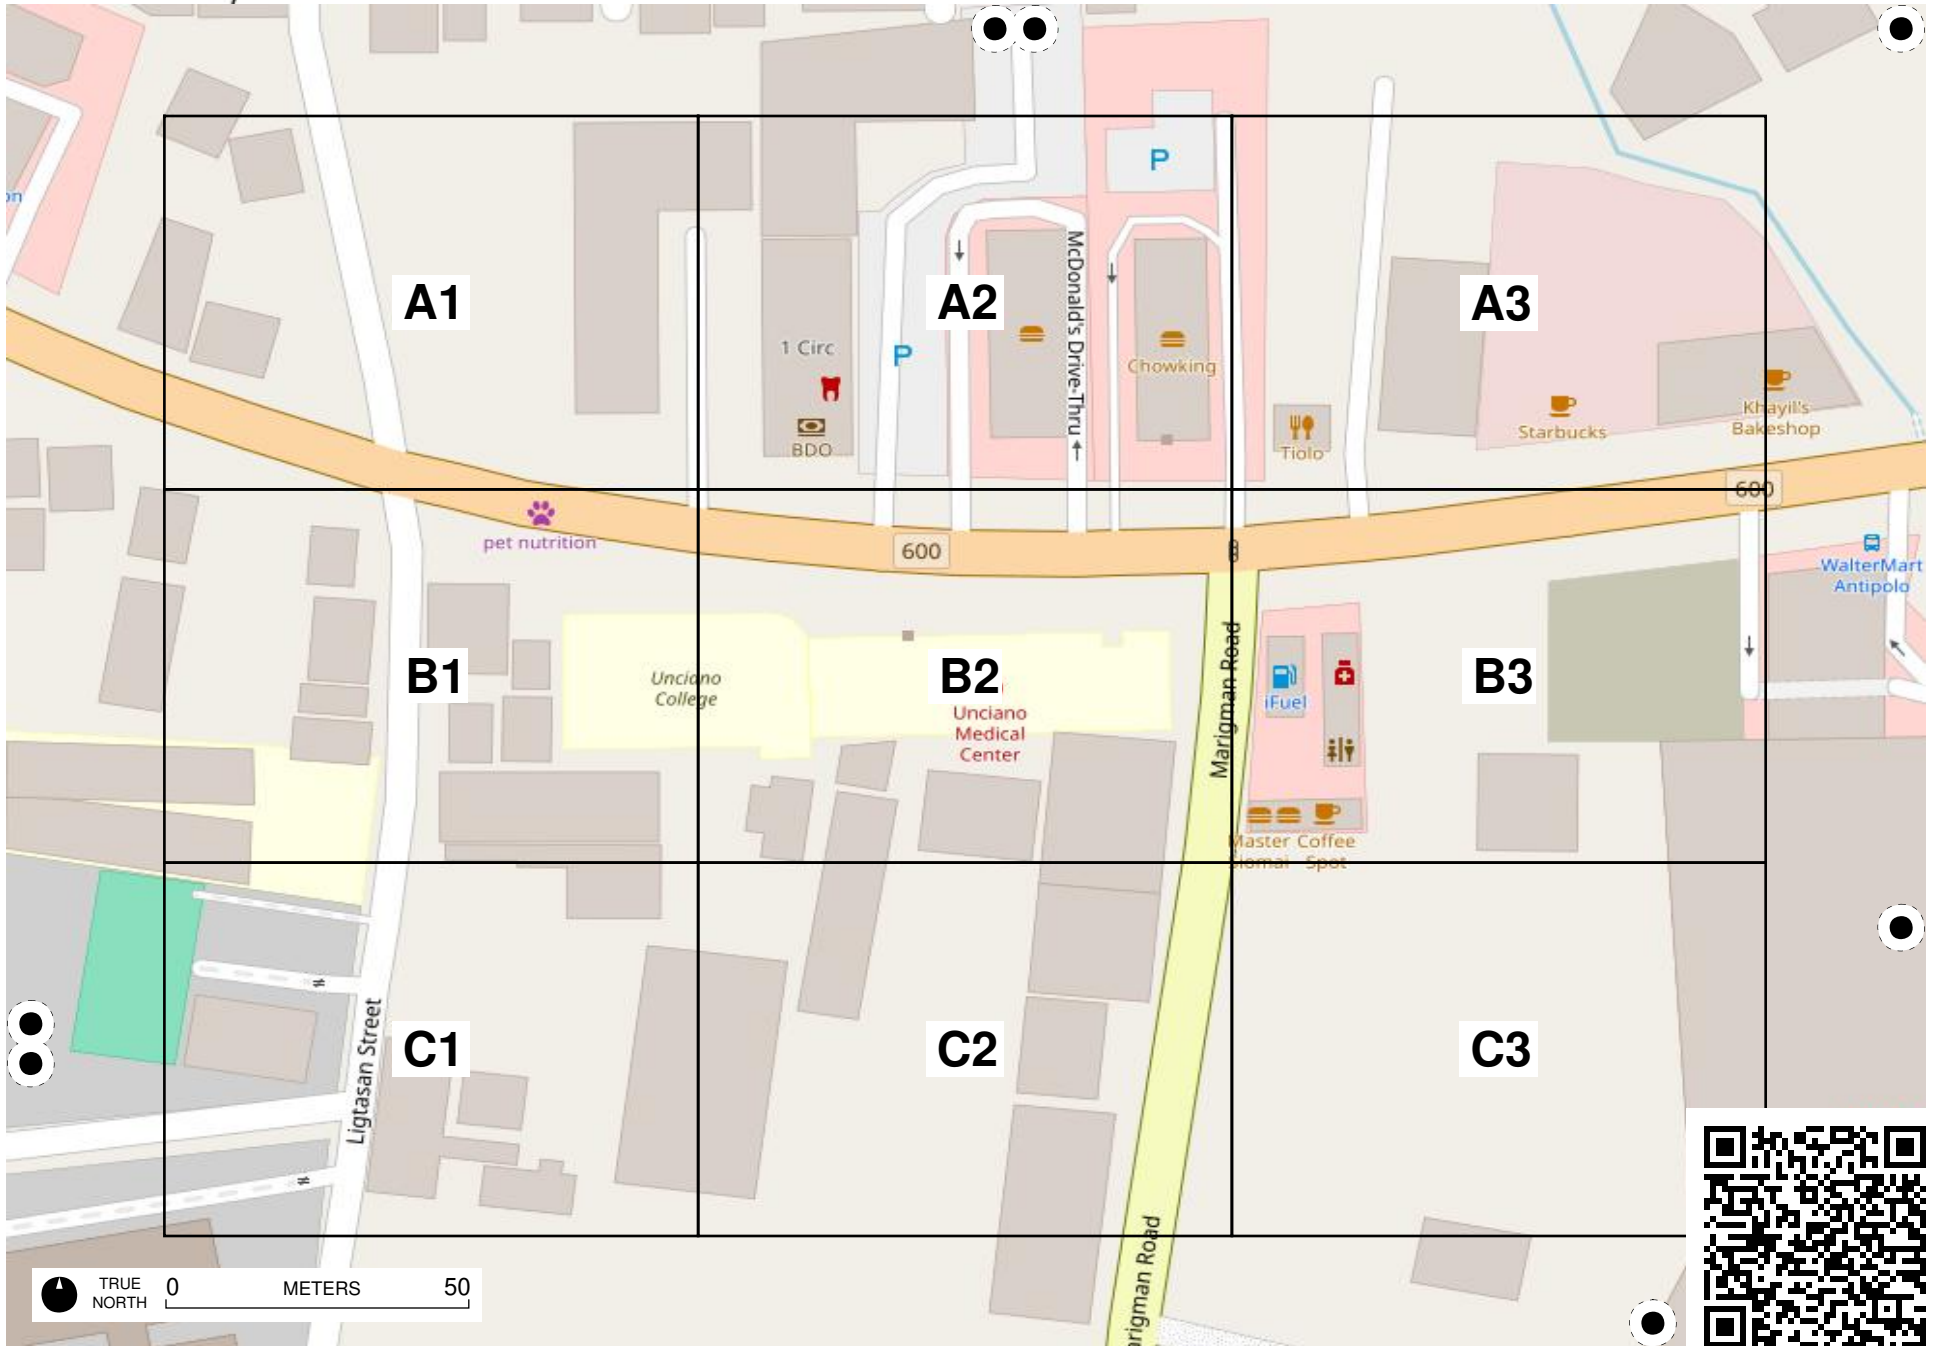 P
A1
A2
A3
1 Circ
P
McDonald's Drive-Thru
Chowking
BDO
Tiolo
Starbucks
Khayil's
Bakeshop
600
pet nutrition
600
WalterMart
Antipolo
B1
Unciano
College
B2
Unciano
Medical
Center
Marigman Road
iFuel
B3
Master Coffee
Siomai Spot
Ligtasan Street
C1
C2
C3
Marigman Road
TRUE
NORTH
0 METERS 50